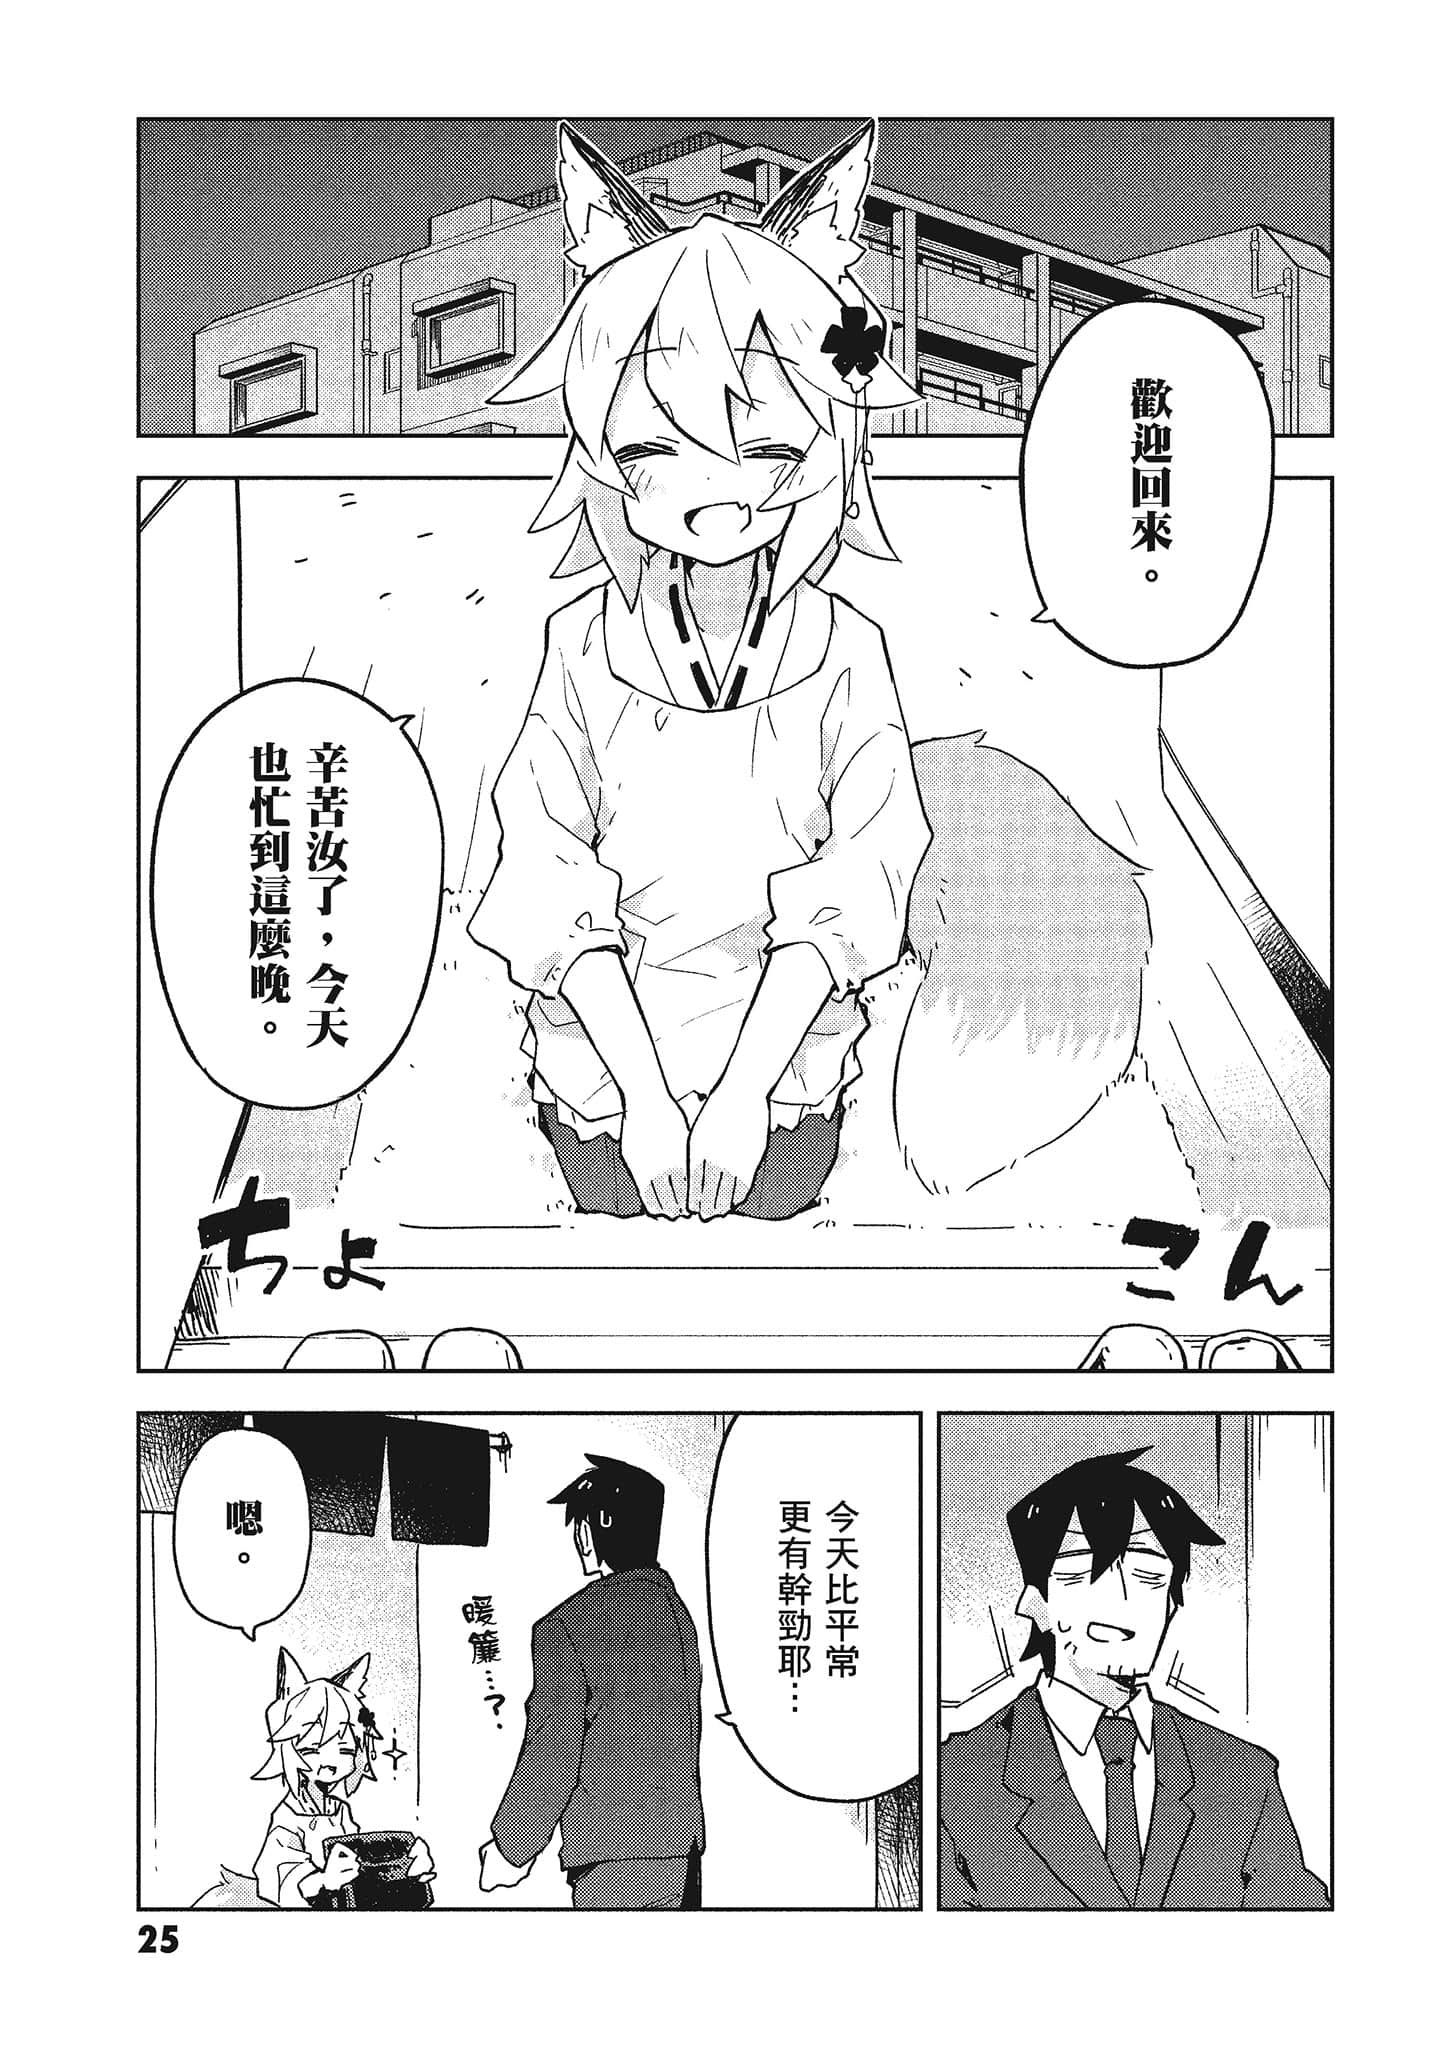 歡迎回來。
辛苦汝了，今天
也忙到這麼晚。
ちょこん
今天比平常
更有幹勁耶…
暖簾…？
嗯。
25